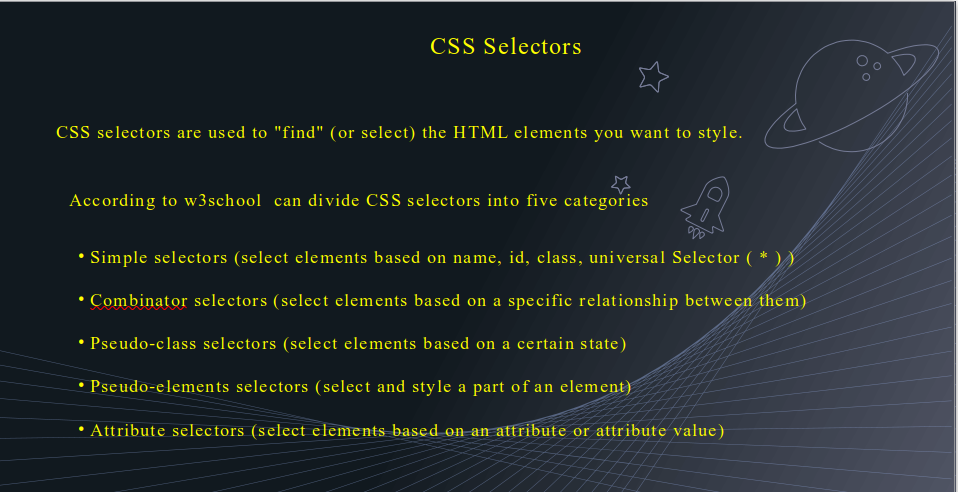 CSS Selectors
CSS selectors are used to "find" (or select) the HTML elements you want to style.
According to w3school  can divide CSS selectors into five categories
• Simple selectors (select elements based on name, id, class, universal Selector ( * ) )
• Combinator selectors (select elements based on a specific relationship between them)
• Pseudo-class selectors (select elements based on a certain state)
• Pseudo-elements selectors (select and style a part of an element)
• Attribute selectors (select elements based on an attribute or attribute value)